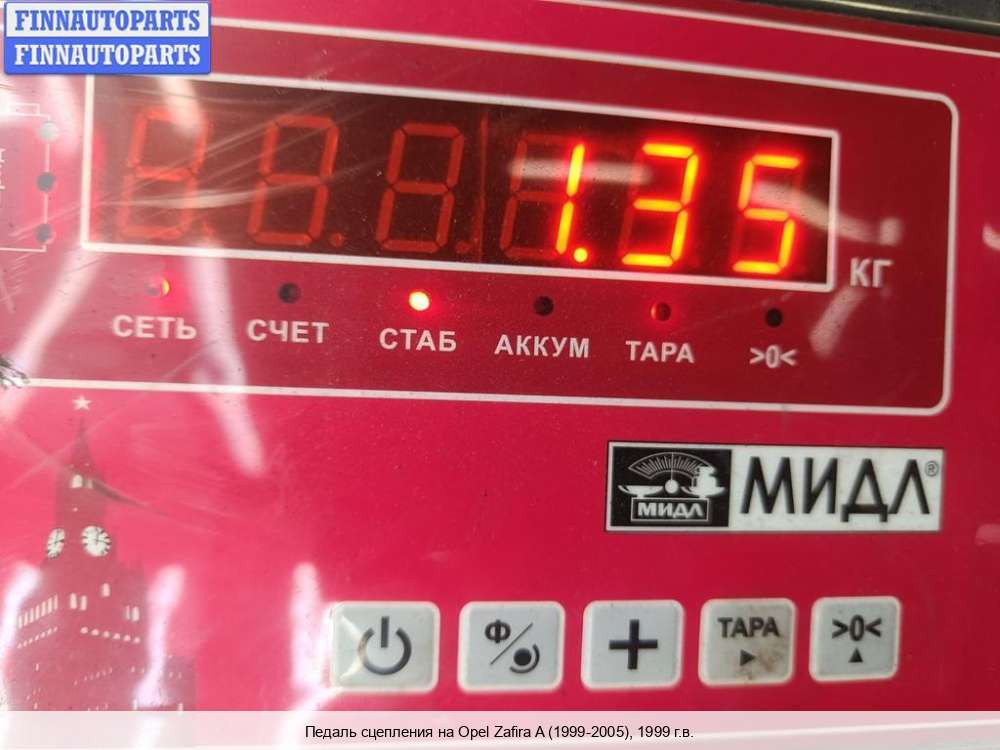 FINNAUTOPARTS
FINNAUTOPARTS
1.35
КГ
СЕТЬ СЧЕТ СТАБ АККУМ ТАРА >0<
МИДЛ МИДЛ®
Ф ТАРА >0<
Педаль сцепления на Opel Zafira A (1999-2005), 1999 г.в.